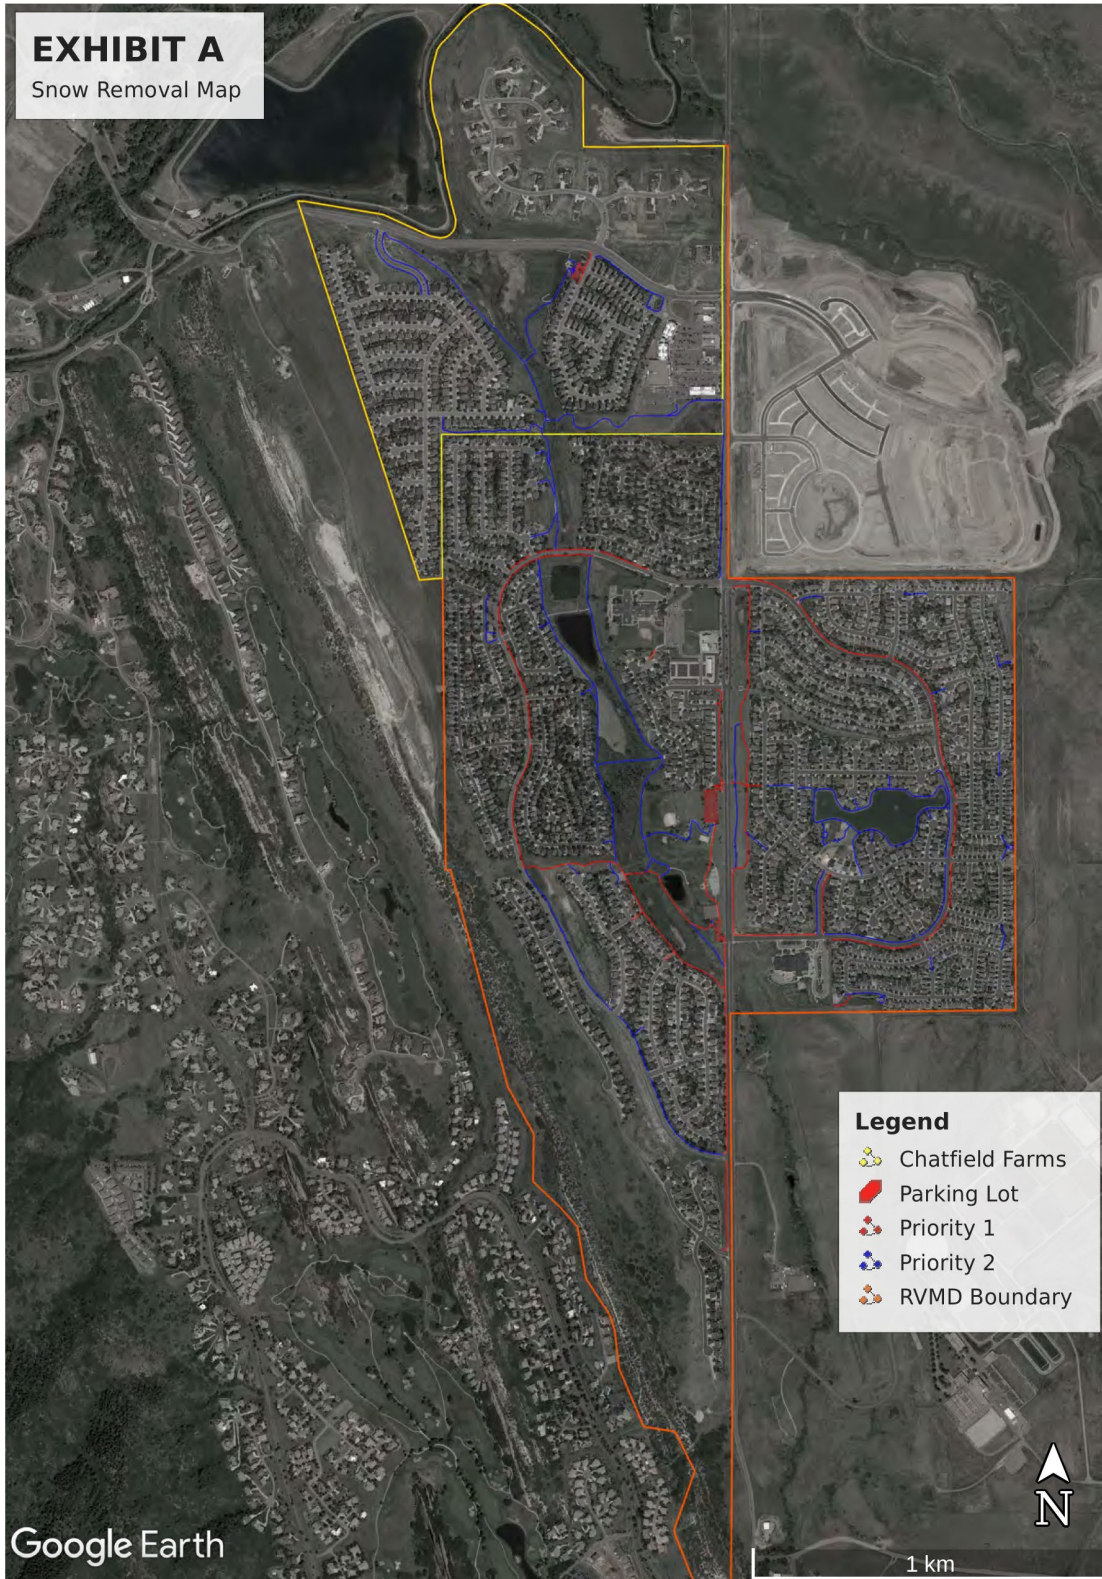 EXHIBIT A
Snow Removal Map
Legend
Chatfield Farms
Parking Lot
Priority 1
Priority 2
RVMD Boundary
N
Google Earth
1 km